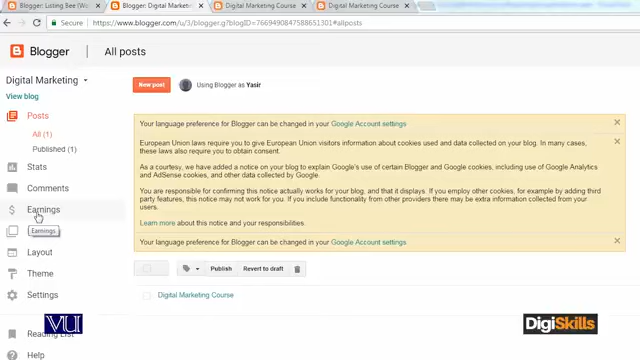 Blogger: Listing Bee (Wo
Blogger: Digital Marketing
Digital Marketing Course
Digital Marketing Course
Secure
https://www.blogger.com/u/3/blogger.g?blogID=7669490847588651301#allposts
Blogger
All posts
Digital Marketing
View blog
New post
Using Blogger as Yasir
Posts
All (1)
Published (1)
Stats
Comments
Earnings
Earnings
Layout
Theme
Settings
Reading List
Help
Your language preference for Blogger can be changed in your Google Account settings
European Union laws require you to give European Union visitors information about cookies used and data collected on your blog. In many cases,
these laws also require you to obtain consent.
As a courtesy, we have added a notice on your blog to explain Google's use of certain Blogger and Google cookies, including use of Google Analytics
and AdSense cookies, and other data collected by Google.
You are responsible for confirming this notice actually works for your blog, and that it displays. If you employ other cookies, for example by adding third
party features, this notice may not work for you. If you include functionality from other providers there may be extra information collected from your
users.
Learn more about this notice and your responsibilities.
Your language preference for Blogger can be changed in your Google Account settings
Publish
Revert to draft
Digital Marketing Course
VU
DigiSkills